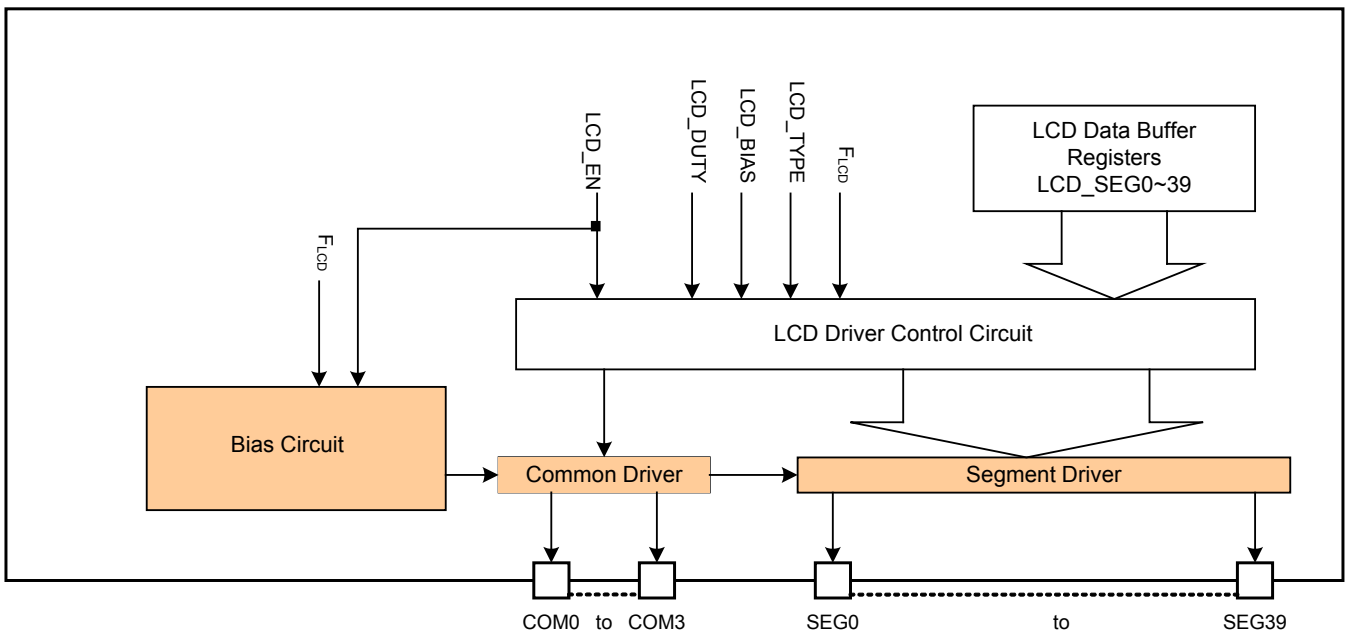 LCD_EN
LCD_DUTY
LCD_BIAS
LCD_TYPE
FLCD
LCD Data Buffer
Registers
LCD_SEG0~39
FLCD
LCD Driver Control Circuit
Bias Circuit
Common Driver
Segment Driver
COM0 to COM3
SEG0 to SEG39